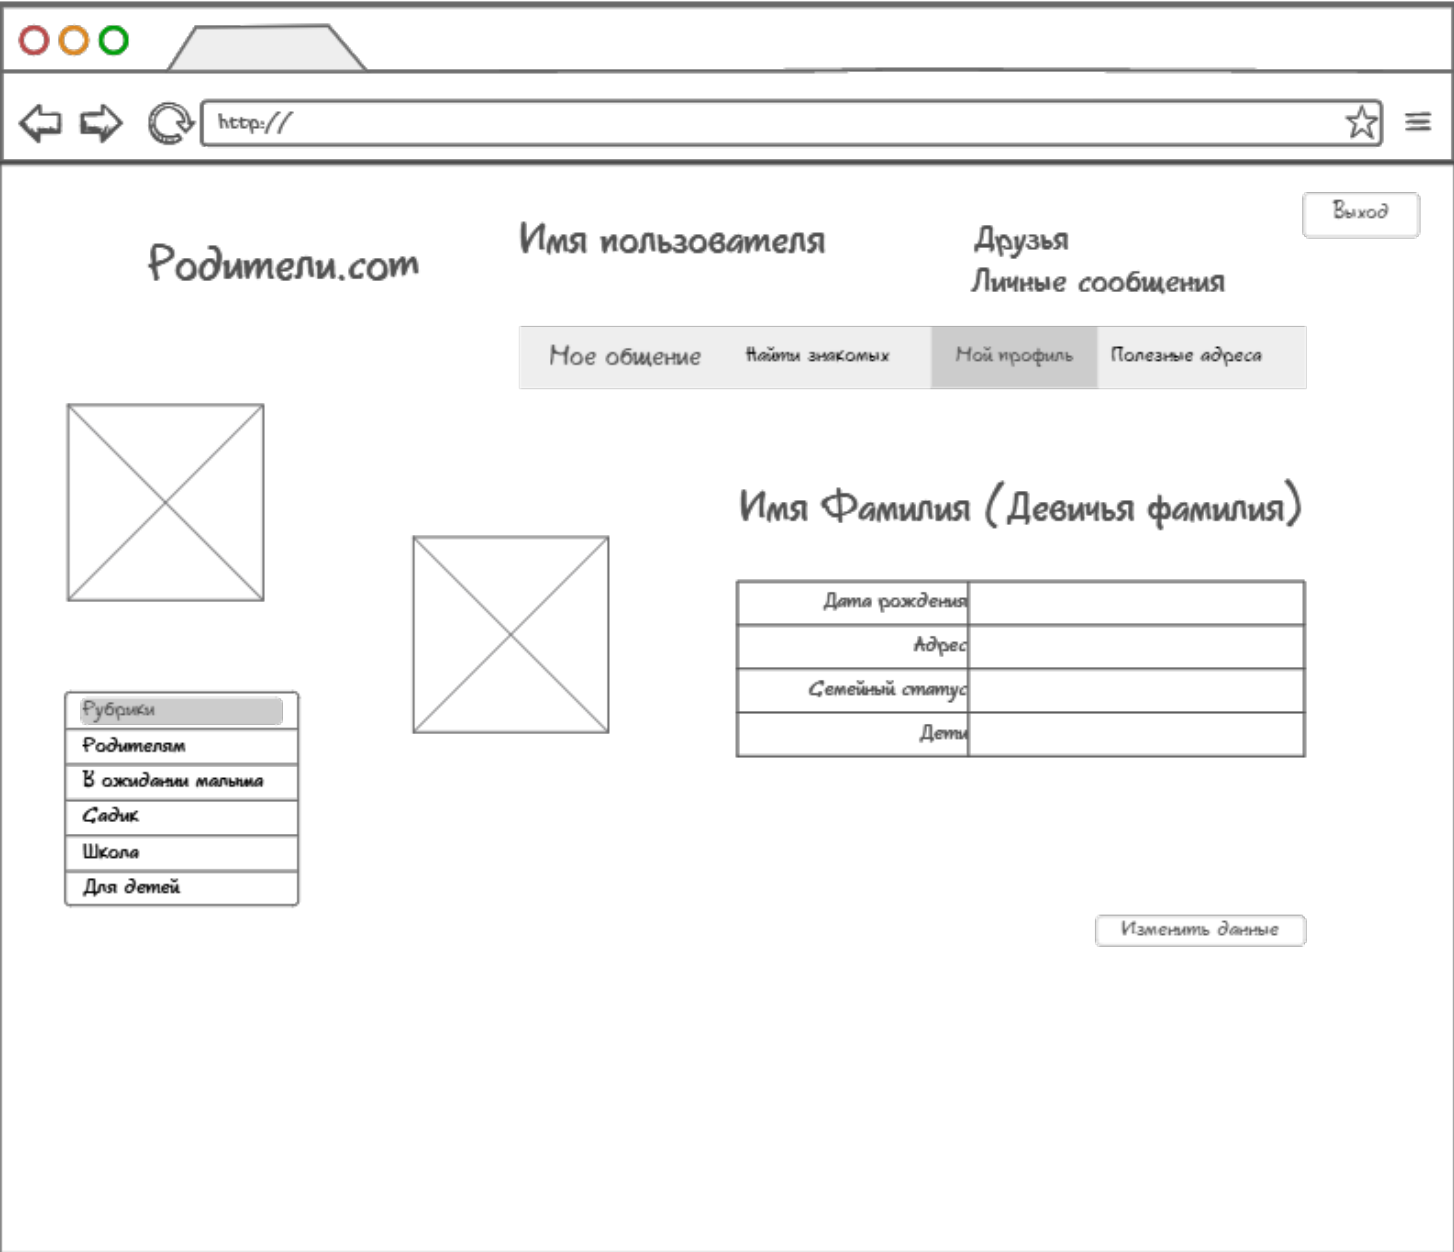 http://
Выход
Родители.com
Имя пользователя
Друзья
Личные сообщения
Мое общение
Найти знакомых
Мой профиль
Полезные адреса
Имя Фамилия (Девичья фамилия)
Дата рождения
Адрес
Семейный статус
Дети
Рубрики
Родителям
В ожидании малыша
Садик
Школа
Для детей
Изменить данные